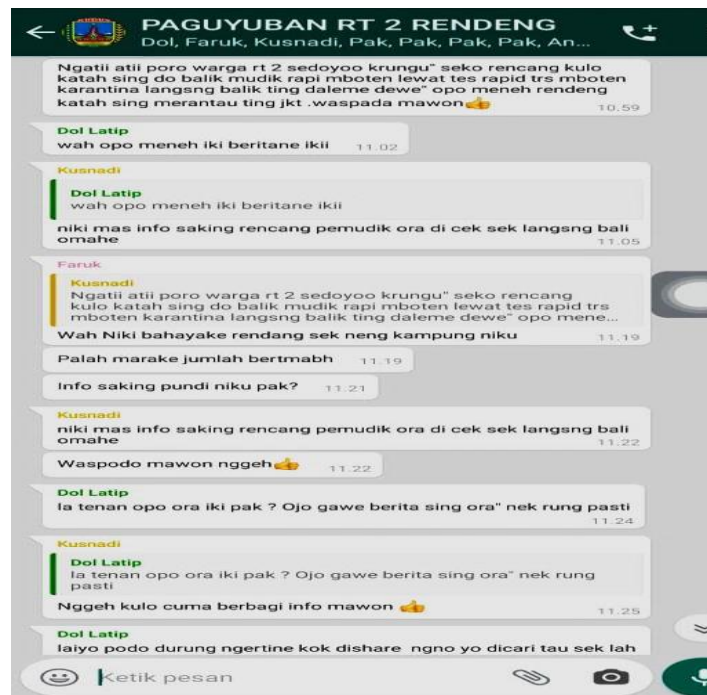 PAGUYUBAN RT 2 RENDENG
Dol, Faruk, Kusnadi, Pak, Pak, Pak, Pak, An...
Ngatii atii poro warga rt 2 sedoyoo krungu" seko rencang kulo
katah sing do balik mudik rapi mboten lewat tes rapid trs mboten
karantina langsng balik ting daleme dewe" opo meneh rendeng
katah sing merantau ting jkt .waspada mawon👍
10.59
Dol Latip
wah opo meneh iki beritane ikii 11.02
Kusnadi
Dol Latip
wah opo meneh iki beritane ikii
niki mas info saking rencang pemudik ora di cek sek langsng bali
omahe 11.05
Faruk
Kusnadi
Ngatii atii poro warga rt 2 sedoyoo krungu" seko rencang
kulo katah sing do balik mudik rapi mboten lewat tes rapid trs
mboten karantina langsng balik ting daleme dewe" opo mene...
Wah Niki bahayake rendang sek neng kampung niku 11.19
Palah marake jumlah bertmabh 11.19
Info saking pundi niku pak? 11.21
Kusnadi
niki mas info saking rencang pemudik ora di cek sek langsng bali
omahe 11.22
Waspodo mawon nggeh👍 11.22
Dol Latip
la tenan opo ora iki pak ? Ojo gawe berita sing ora" nek rung pasti
11.24
Kusnadi
Dol Latip
la tenan opo ora iki pak ? Ojo gawe berita sing ora" nek rung
pasti
Nggeh kulo cuma berbagi info mawon 👍 11.25
Dol Latip
laiyo podo durung ngertine kok dishare ngno yo dicari tau sek lah
Ketik pesan